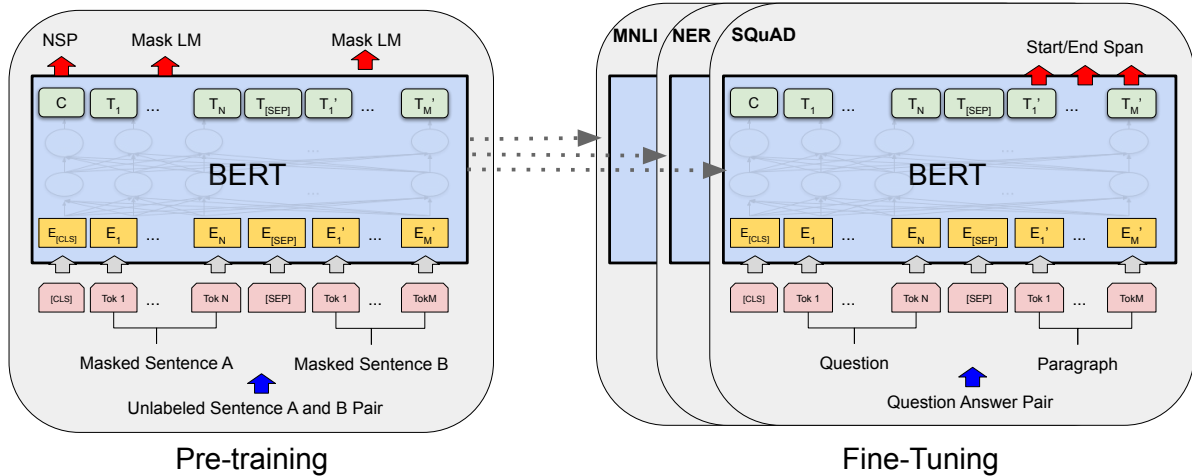 NSP Mask LM Mask LM
C T1 ... TN T[SEP] T1' ... TM'
...
BERT
...
E[CLS] E1 ... EN E[SEP] E1' ... EM'
[CLS] Tok 1 ... Tok N [SEP] Tok 1 ... TokM
Masked Sentence A Masked Sentence B
Unlabeled Sentence A and B Pair
Pre-training
MNLI NER SQuAD
Start/End Span
C T1 ... TN T[SEP] T1' ... TM'
...
BERT
...
E[CLS] E1 ... EN E[SEP] E1' ... EM'
[CLS] Tok 1 ... Tok N [SEP] Tok 1 ... TokM
Question Paragraph
Question Answer Pair
Fine-Tuning